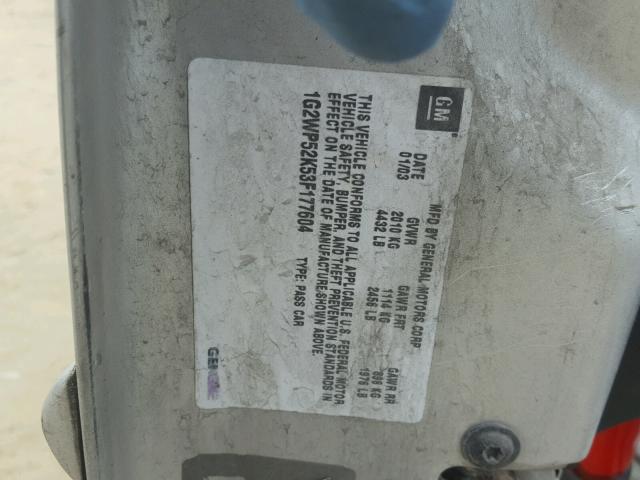 GM
MFD BY GENERAL MOTORS CORP
DATE GVWR GAWR FRT GAWR RR
01/03 2010 KG 1114 KG 896 KG
4432 LB 2456 LB 1976 LB
THIS VEHICLE CONFORMS TO ALL APPLICABLE U.S. FEDERAL MOTOR
VEHICLE SAFETY, BUMPER, AND THEFT PREVENTION STANDARDS IN
EFFECT ON THE DATE OF MANUFACTURE SHOWN ABOVE.
1G2WP52K53F177604 TYPE: PASS CAR